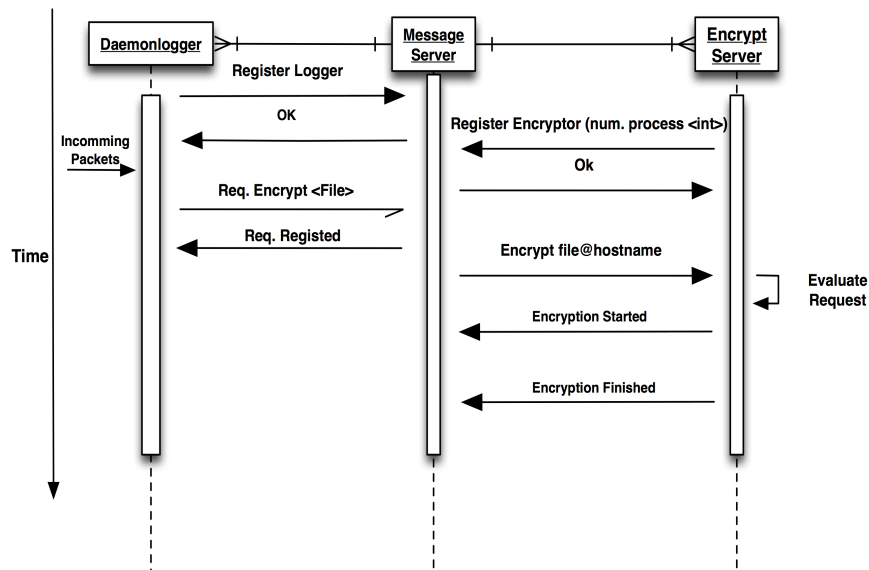 Daemonlogger
Message
Server
Encrypt
Server
Register Logger
OK
Register Encryptor (num. process <int>)
Incomming
Packets
Ok
Req. Encrypt <File>
Req. Registed
Time
Encrypt file@hostname
Evaluate
Request
Encryption Started
Encryption Finished